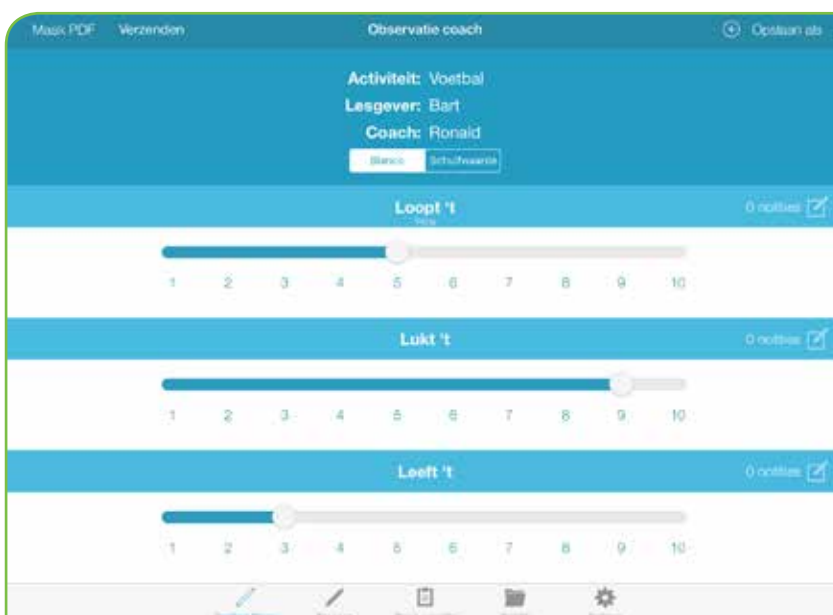 Maak PDF Verzenden Observatie coach Opslaan als
Activiteit: Voetbal
Lesgever: Bart
Coach: Ronald
Blanco Schuifwaarde
Loopt 't 0 notities
1 2 3 4 5 6 7 8 9 10
Lukt 't 0 notities
1 2 3 4 5 6 7 8 9 10
Leeft 't 0 notities
1 2 3 4 5 6 7 8 9 10